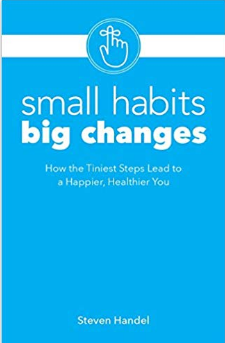 small habits
big changes
How the Tiniest Steps Lead to
a Happier, Healthier You
Steven Handel